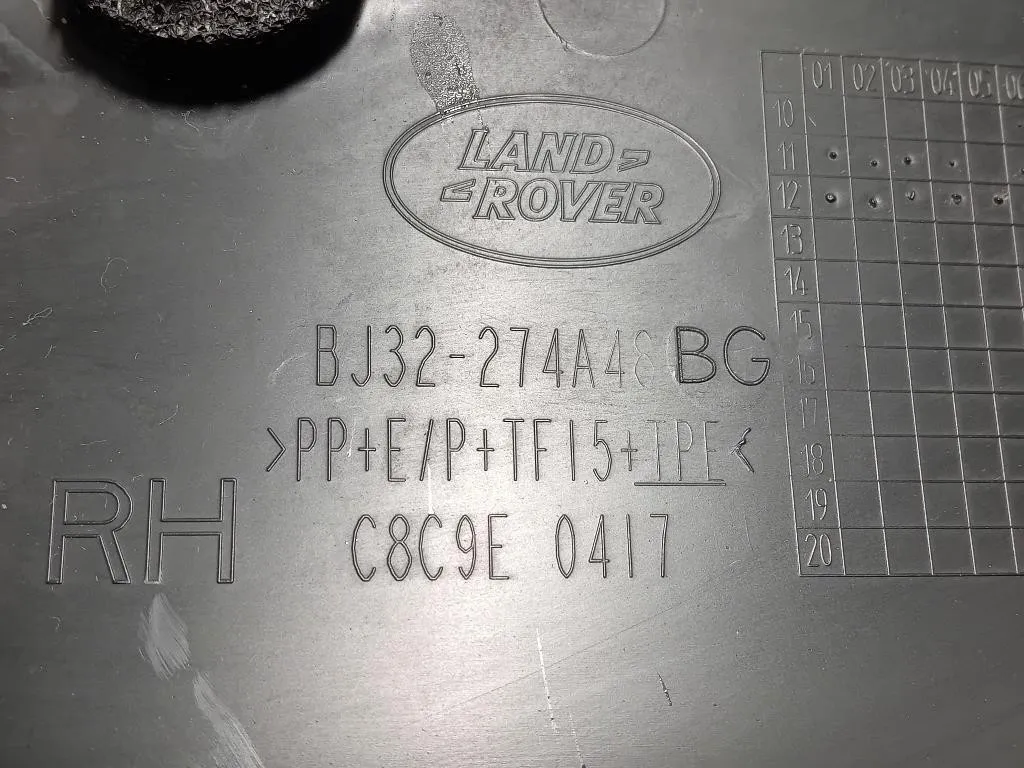 LAND
ROVER
BJ32-274A48 BG
>PP+E/P+TF15+TPE<
RH
C8C9E 0417
01 02 03 04 05 06
10
11
12
13
14
15
16
17
18
19
20